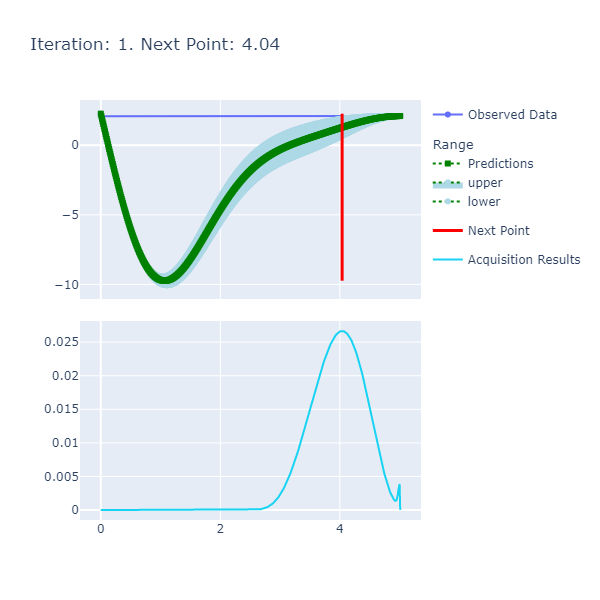 Iteration: 1. Next Point: 4.04
0
−5
−10
Observed Data
Range
Predictions
upper
lower
Next Point
Acquisition Results
0.025
0.02
0.015
0.01
0.005
0
0 2 4